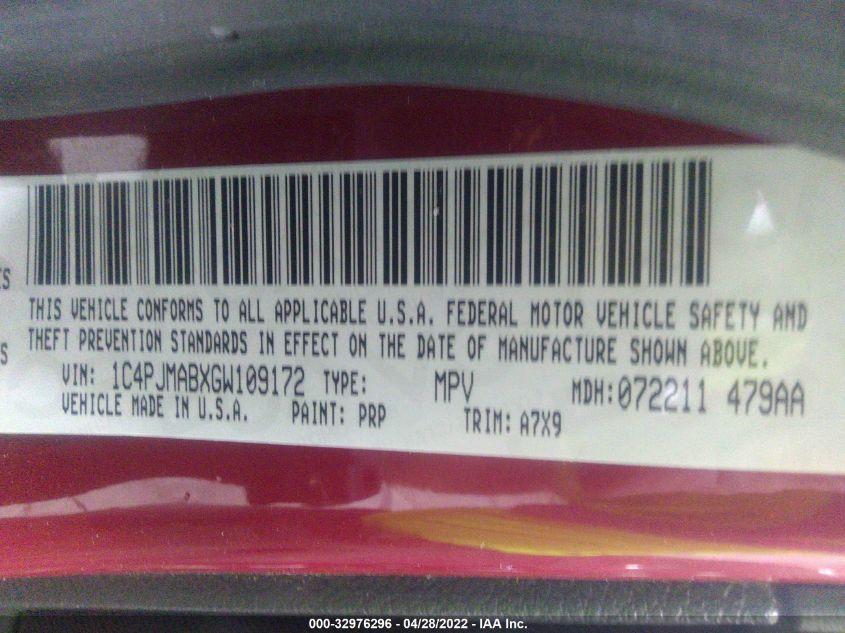 THIS VEHICLE CONFORMS TO ALL APPLICABLE U.S.A. FEDERAL MOTOR VEHICLE SAFETY AND
THEFT PREVENTION STANDARDS IN EFFECT ON THE DATE OF MANUFACTURE SHOWN ABOVE.
VIN: 1C4PJMABXGW109172 TYPE: MPV MDH:072211 479AA
VEHICLE MADE IN U.S.A. PAINT: PRP TRIM: A7X9
000-32976296 - 04/28/2022 - IAA Inc.